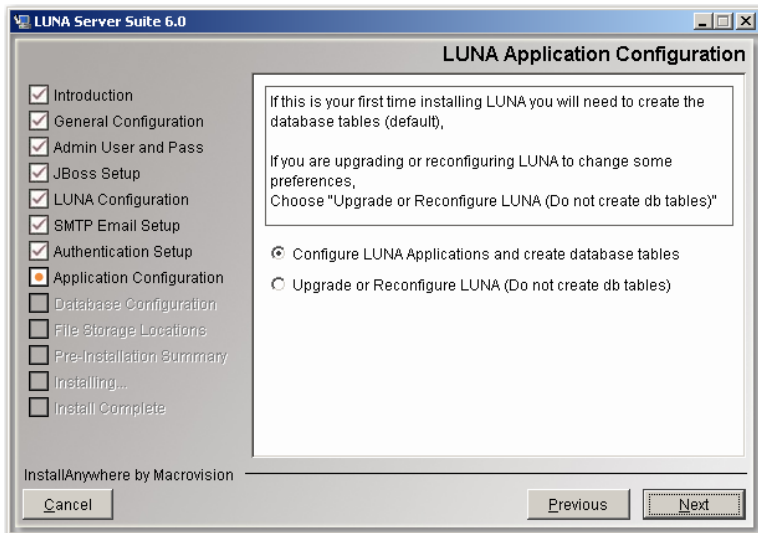 LUNA Server Suite 6.0
LUNA Application Configuration
Introduction
General Configuration
Admin User and Pass
JBoss Setup
LUNA Configuration
SMTP Email Setup
Authentication Setup
Application Configuration
Database Configuration
File Storage Locations
Pre-Installation Summary
Installing...
Install Complete
If this is your first time installing LUNA you will need to create the
database tables (default),
If you are upgrading or reconfiguring LUNA to change some
preferences,
Choose "Upgrade or Reconfigure LUNA (Do not create db tables)"
Configure LUNA Applications and create database tables
Upgrade or Reconfigure LUNA (Do not create db tables)
InstallAnywhere by Macrovision
Cancel
Previous
Next